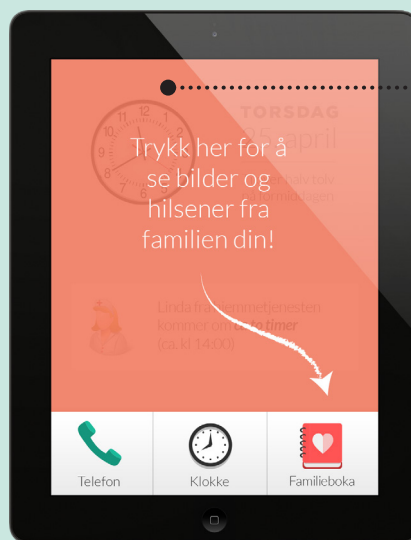 TORSDAG
25. april
Trykk her for å
se bilder og
hilsener fra
familien din!
Linda fra hjemmetjenesten
kommer om to timer
(ca. kl 14:00)
Telefon
Klokke
Familieboka